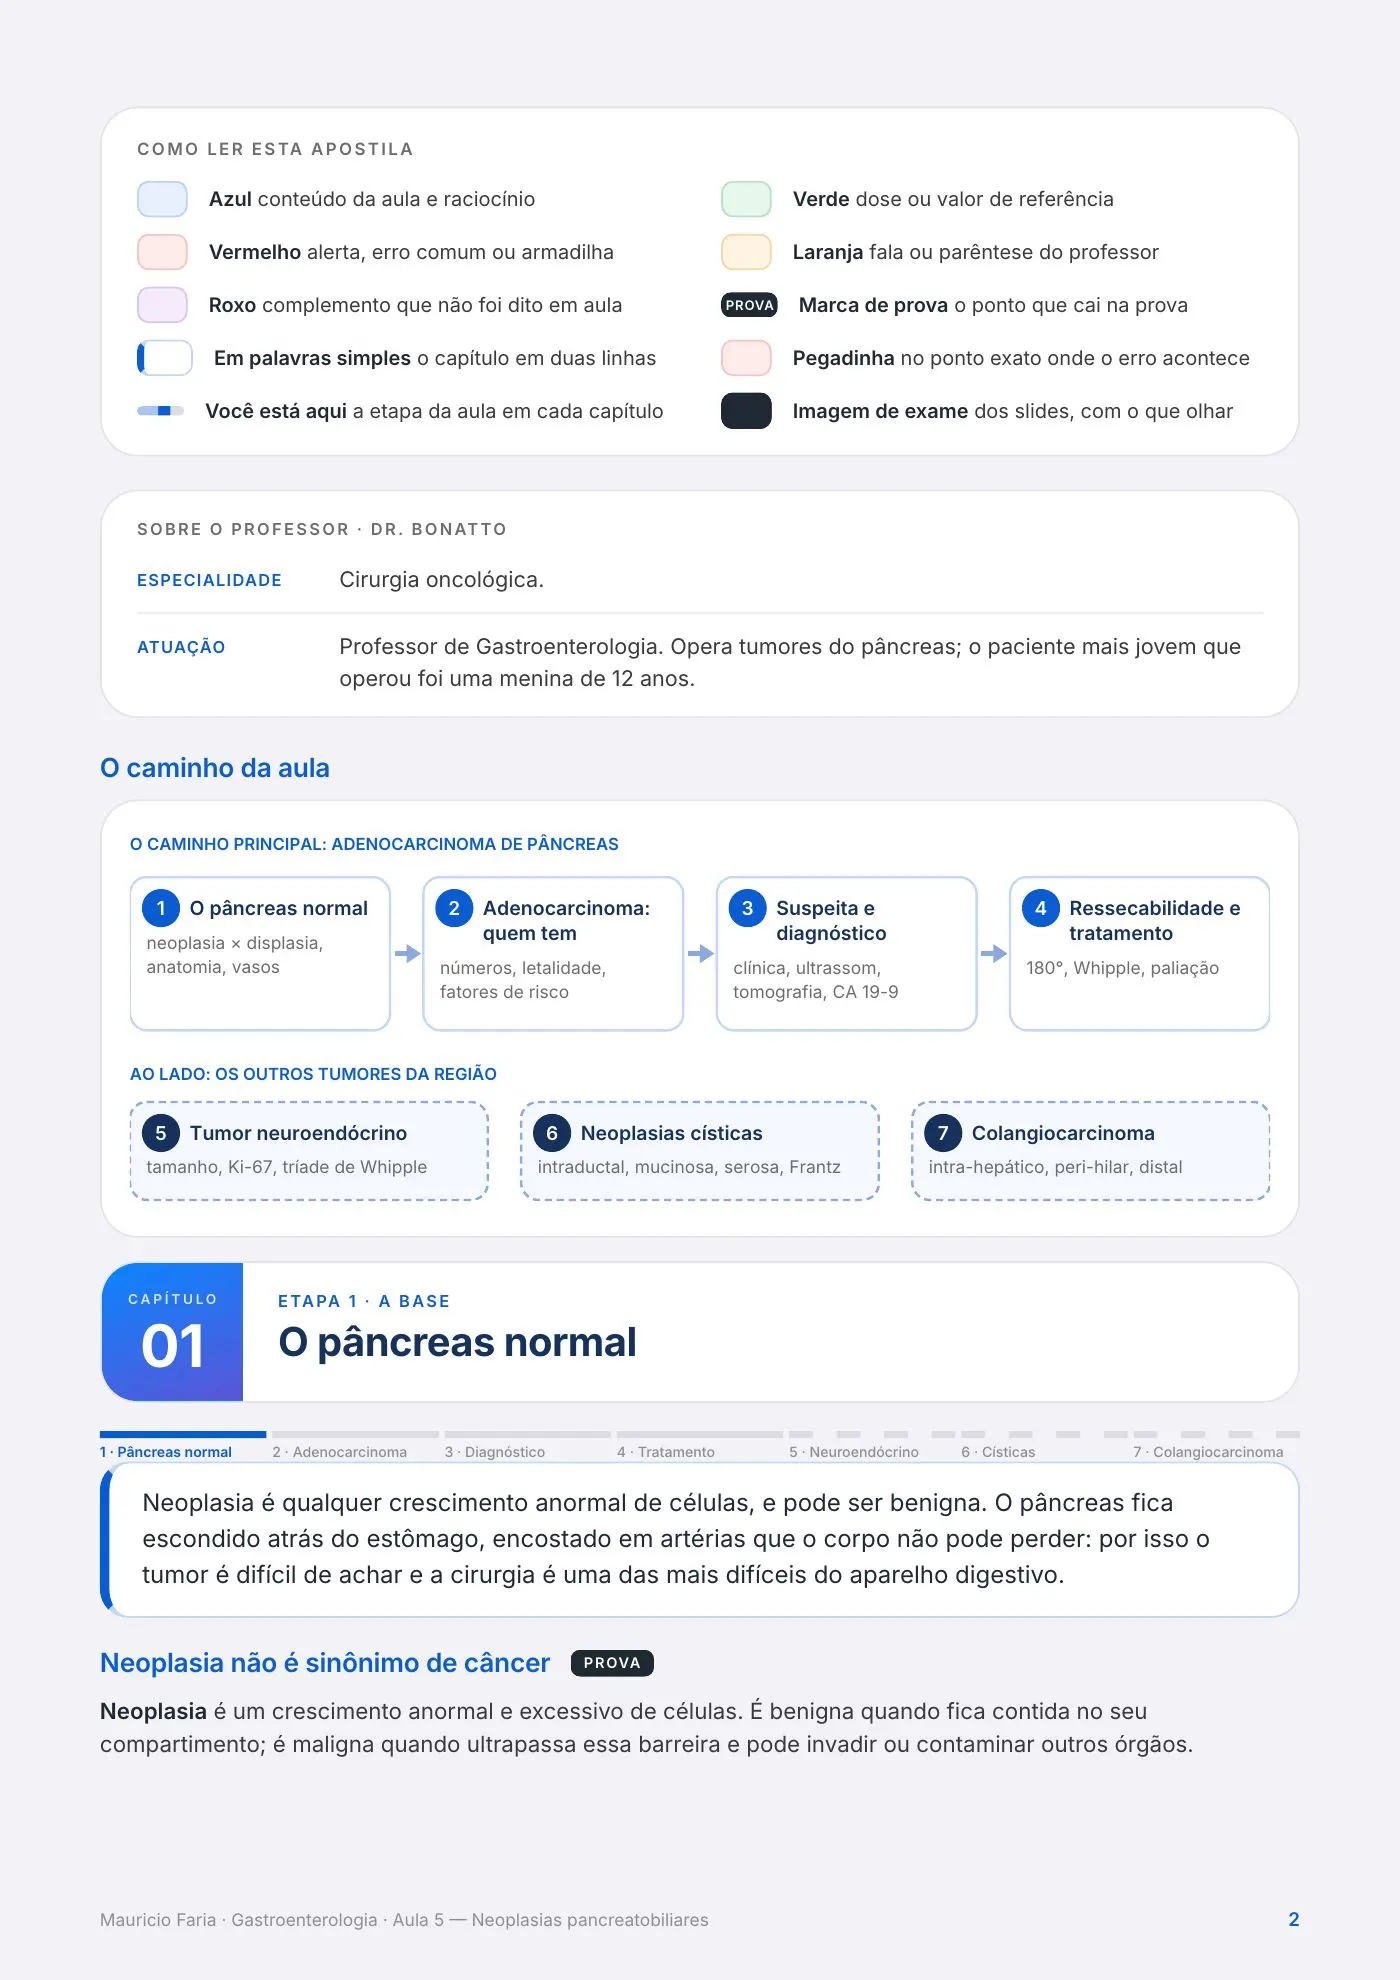 COMO LER ESTA APOSTILA
Azul conteúdo da aula e raciocínio
Verde dose ou valor de referência
Vermelho alerta, erro comum ou armadilha
Laranja fala ou parêntese do professor
Roxo complemento que não foi dito em aula
PROVA Marca de prova o ponto que cai na prova
Em palavras simples o capítulo em duas linhas
Pegadinha no ponto exato onde o erro acontece
Você está aqui a etapa da aula em cada capítulo
Imagem de exame dos slides, com o que olhar
SOBRE O PROFESSOR · DR. BONATTO
ESPECIALIDADE Cirurgia oncológica.
ATUAÇÃO Professor de Gastroenterologia. Opera tumores do pâncreas; o paciente mais jovem que
operou foi uma menina de 12 anos.
O caminho da aula
O CAMINHO PRINCIPAL: ADENOCARCINOMA DE PÂNCREAS
1 O pâncreas normal
neoplasia × displasia,
anatomia, vasos
2 Adenocarcinoma:
quem tem
números, letalidade,
fatores de risco
3 Suspeita e
diagnóstico
clínica, ultrassom,
tomografia, CA 19-9
4 Ressecabilidade e
tratamento
180°, Whipple, paliação
AO LADO: OS OUTROS TUMORES DA REGIÃO
5 Tumor neuroendócrino
tamanho, Ki-67, tríade de Whipple
6 Neoplasias císticas
intraductal, mucinosa, serosa, Frantz
7 Colangiocarcinoma
intra-hepático, peri-hilar, distal
CAPÍTULO
01
ETAPA 1 · A BASE
O pâncreas normal
1 · Pâncreas normal
2 · Adenocarcinoma
3 · Diagnóstico
4 · Tratamento
5 · Neuroendócrino
6 · Císticas
7 · Colangiocarcinoma
Neoplasia é qualquer crescimento anormal de células, e pode ser benigna. O pâncreas fica
escondido atrás do estômago, encostado em artérias que o corpo não pode perder: por isso o
tumor é difícil de achar e a cirurgia é uma das mais difíceis do aparelho digestivo.
Neoplasia não é sinônimo de câncer PROVA
Neoplasia é um crescimento anormal e excessivo de células. É benigna quando fica contida no seu
compartimento; é maligna quando ultrapassa essa barreira e pode invadir ou contaminar outros órgãos.
Mauricio Faria · Gastroenterologia · Aula 5 — Neoplasias pancreatobiliares
2